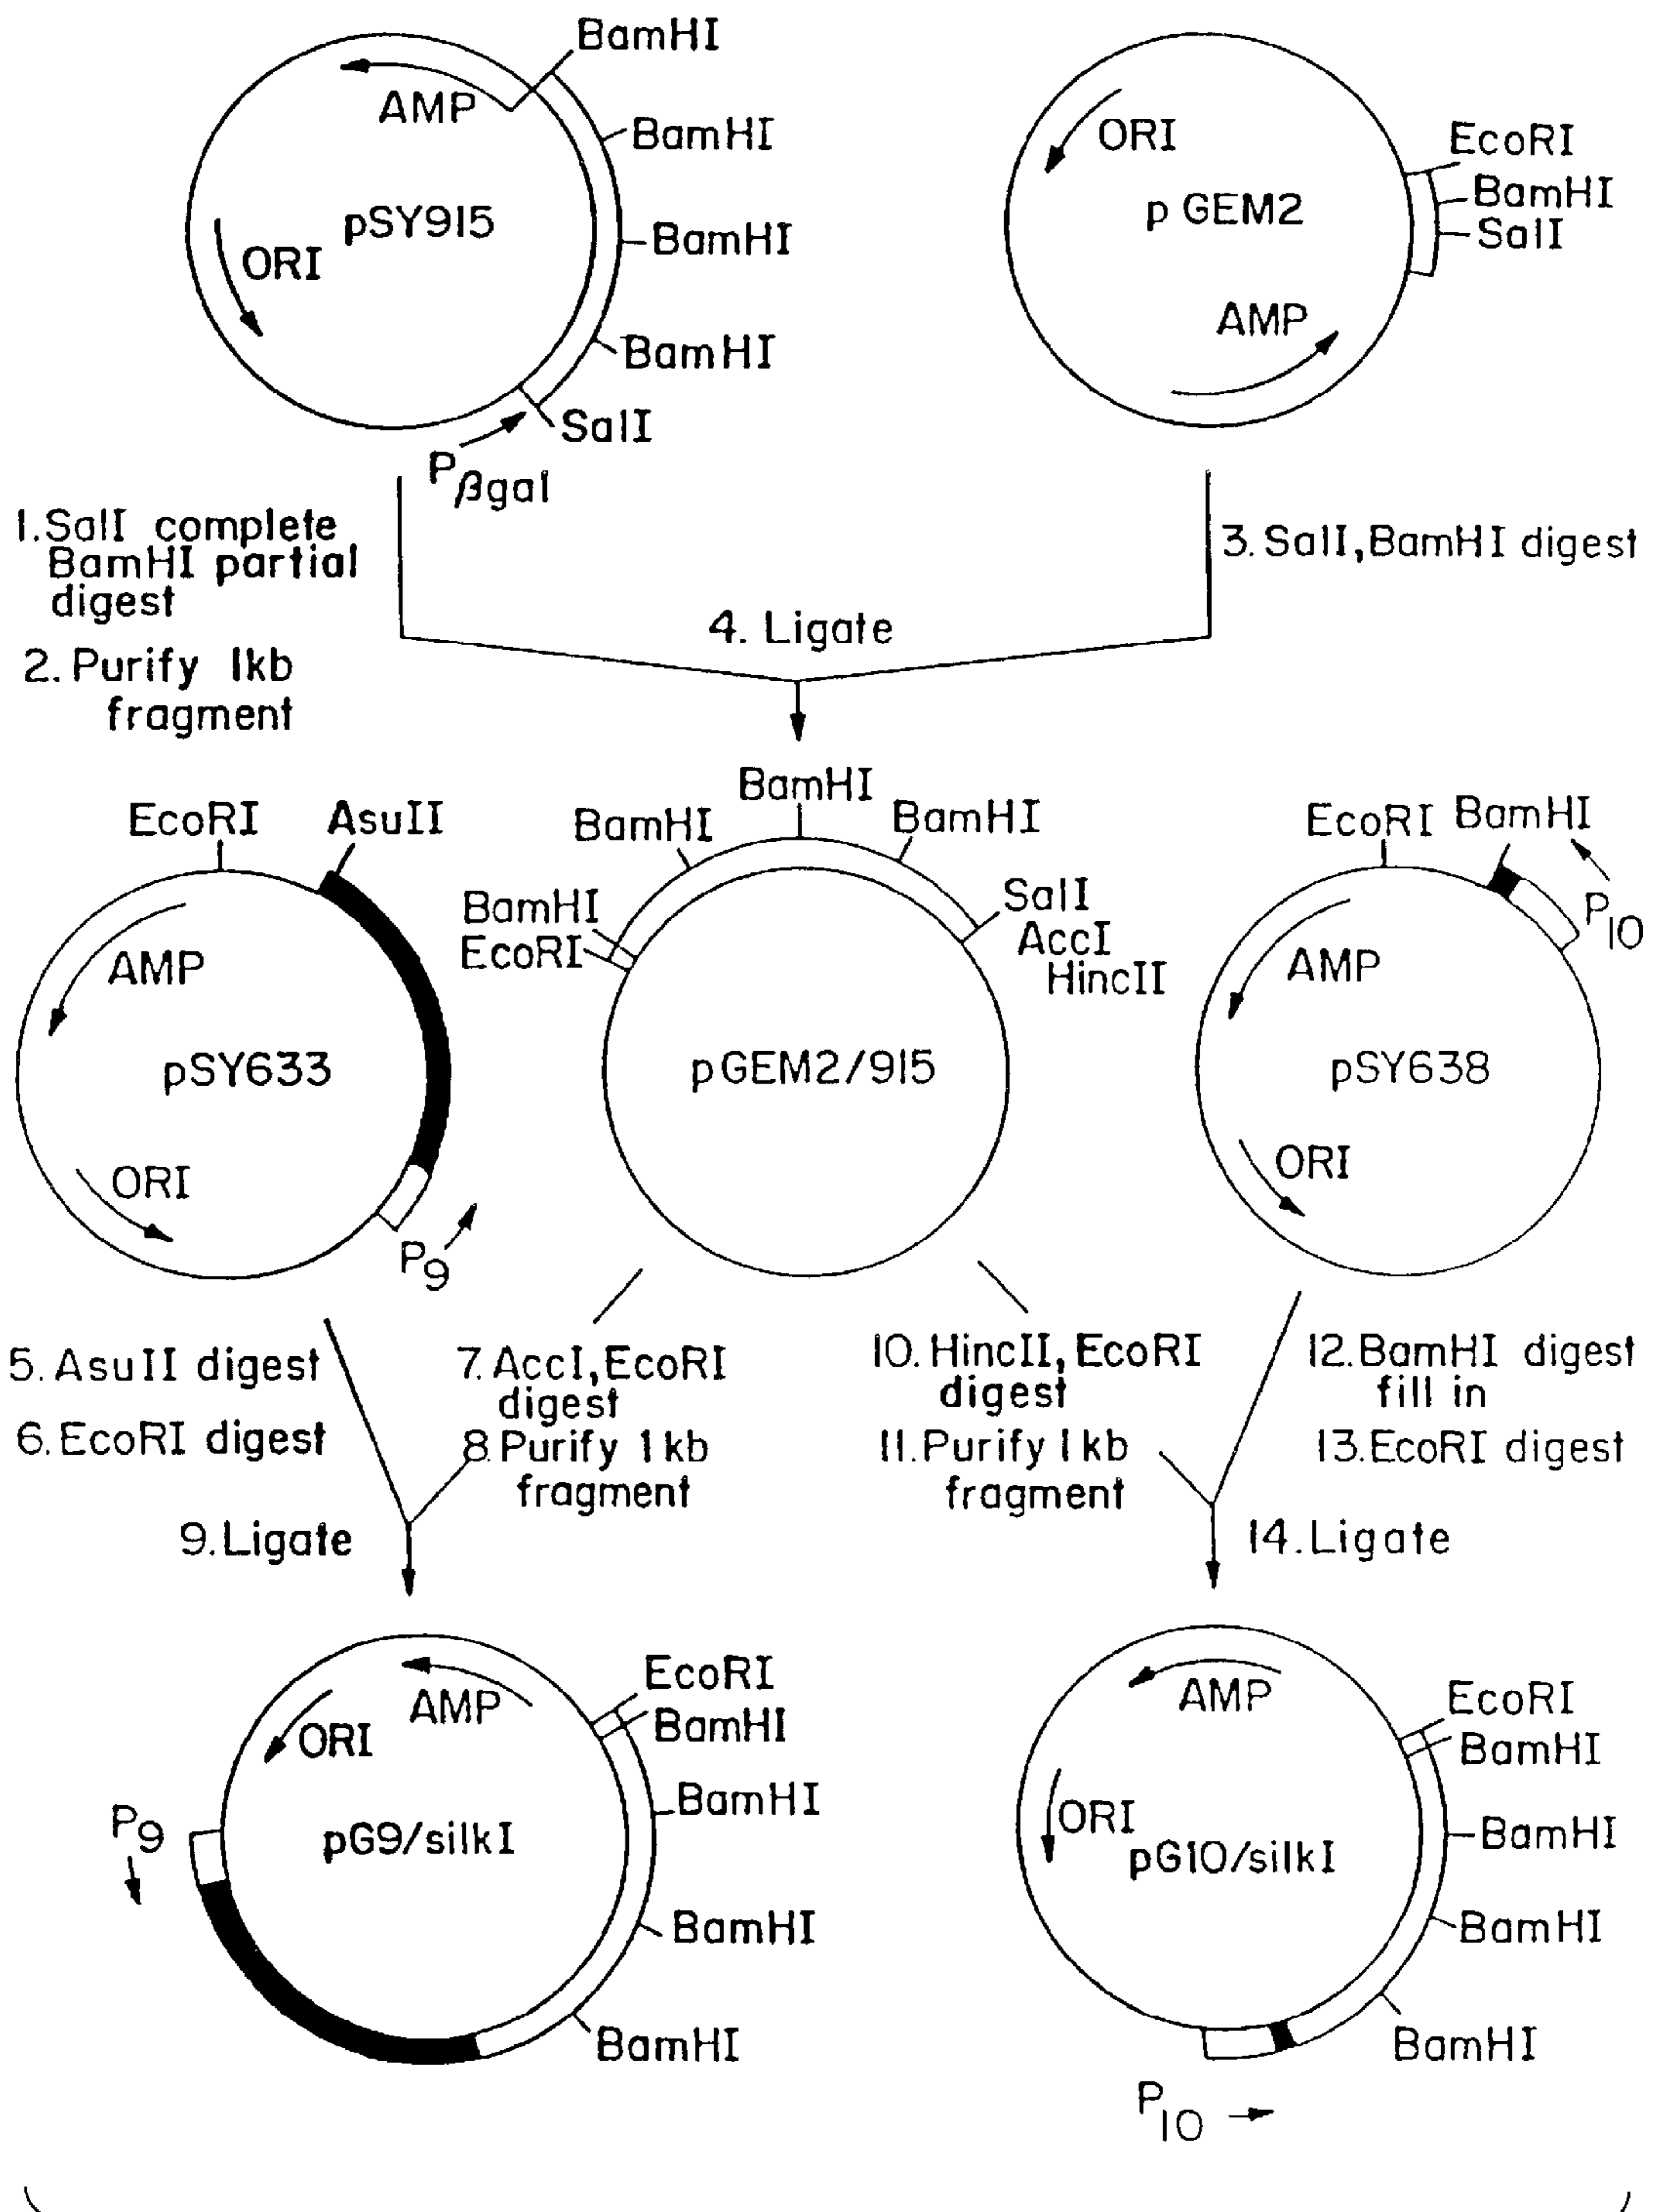 BamHI
AMP
BamHI
pSY915
ORI
BamHI
BamHI
SalI
Pβgal
ORI
EcoRI
p GEM2
BamHI
SalI
AMP
1. SalI complete
BamHI partial
digest
2. Purify 1kb
fragment
3. SalI, BamHI digest
4. Ligate
EcoRI
AsuII
AMP
pSY633
ORI
P9
BamHI
BamHI
BamHI
BamHI
EcoRI
SalI
AccI
HincII
pGEM2/915
EcoRI
BamHI
P10
AMP
pSY638
ORI
5. AsuII digest
6. EcoRI digest
7. AccI, EcoRI
digest
8. Purify 1kb
fragment
9. Ligate
10. HincII, EcoRI
digest
11. Purify 1kb
fragment
12. BamHI digest
fill in
13. EcoRI digest
14. Ligate
EcoRI
AMP
BamHI
ORI
BamHI
P9
pG9/silkI
BamHI
BamHI
AMP
EcoRI
BamHI
ORI
BamHI
pG10/silkI
BamHI
BamHI
P10